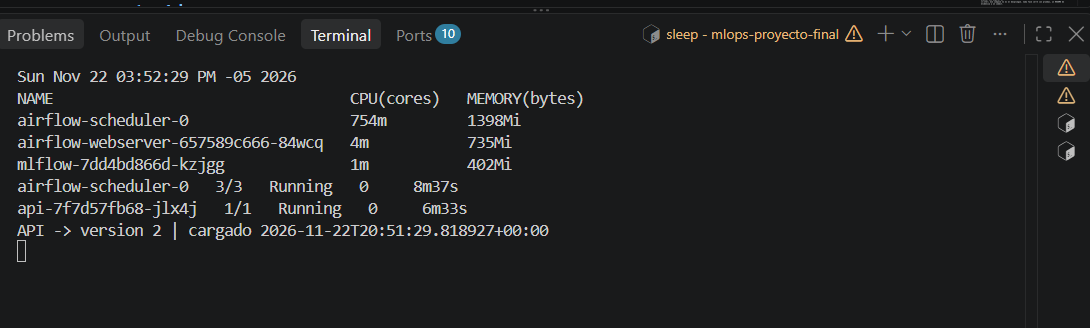 Problems Output Debug Console Terminal Ports 10 sleep - mlops-proyecto-final
Sun Nov 22 03:52:29 PM -05 2026
NAME CPU(cores) MEMORY(bytes)
airflow-scheduler-0 754m 1398Mi
airflow-webserver-657589c666-84wcq 4m 735Mi
mlflow-7dd4bd866d-kzjgg 1m 402Mi
airflow-scheduler-0 3/3 Running 0 8m37s
api-7f7d57fb68-jlx4j 1/1 Running 0 6m33s
API -> version 2 | cargado 2026-11-22T20:51:29.818927+00:00